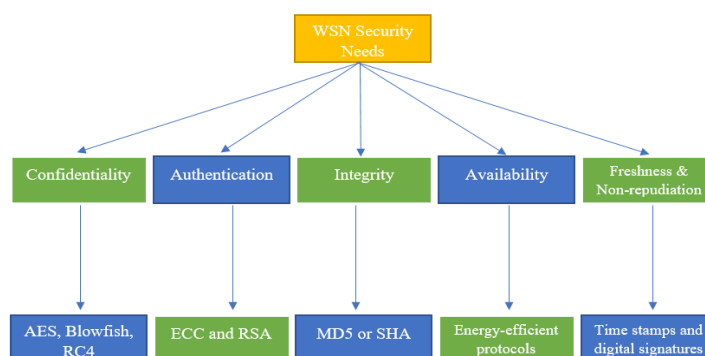 WSN Security
Needs
Confidentiality
Authentication
Integrity
Availability
Freshness &
Non-repudiation
AES, Blowfish,
RC4
ECC and RSA
MD5 or SHA
Energy-efficient
protocols
Time stamps and
digital signatures